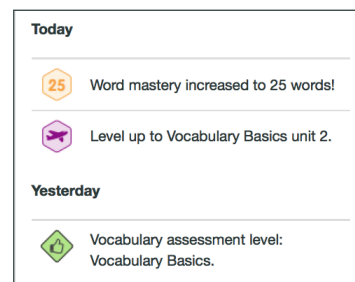 Today
25
Word mastery increased to 25 words!
Level up to Vocabulary Basics unit 2.
Yesterday
Vocabulary assessment level:
Vocabulary Basics.